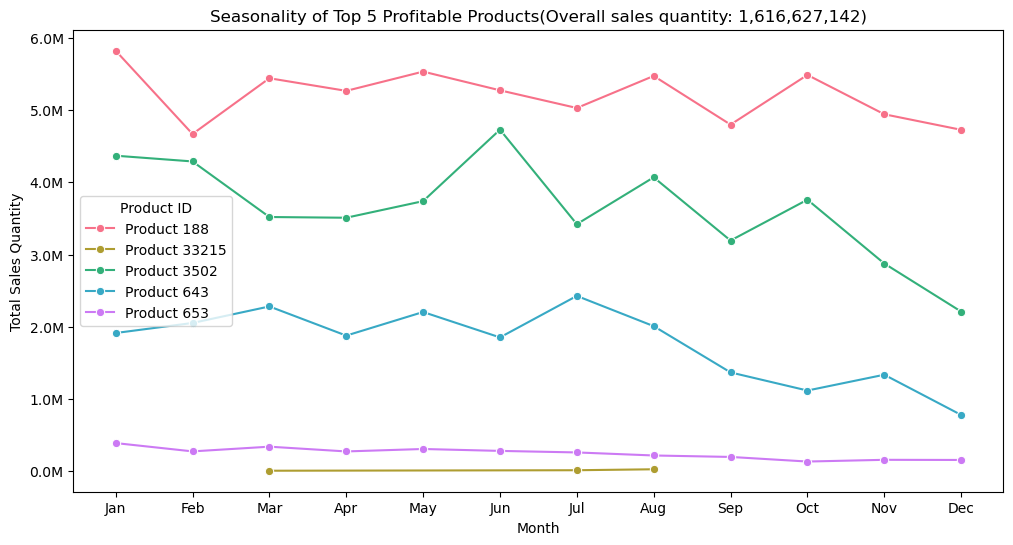 Seasonality of Top 5 Profitable Products(Overall sales quantity: 1,616,627,142)
6.0M
5.0M
4.0M
3.0M
2.0M
1.0M
0.0M
Total Sales Quantity
Product ID
Product 188
Product 33215
Product 3502
Product 643
Product 653
Jan Feb Mar Apr May Jun Jul Aug Sep Oct Nov Dec
Month